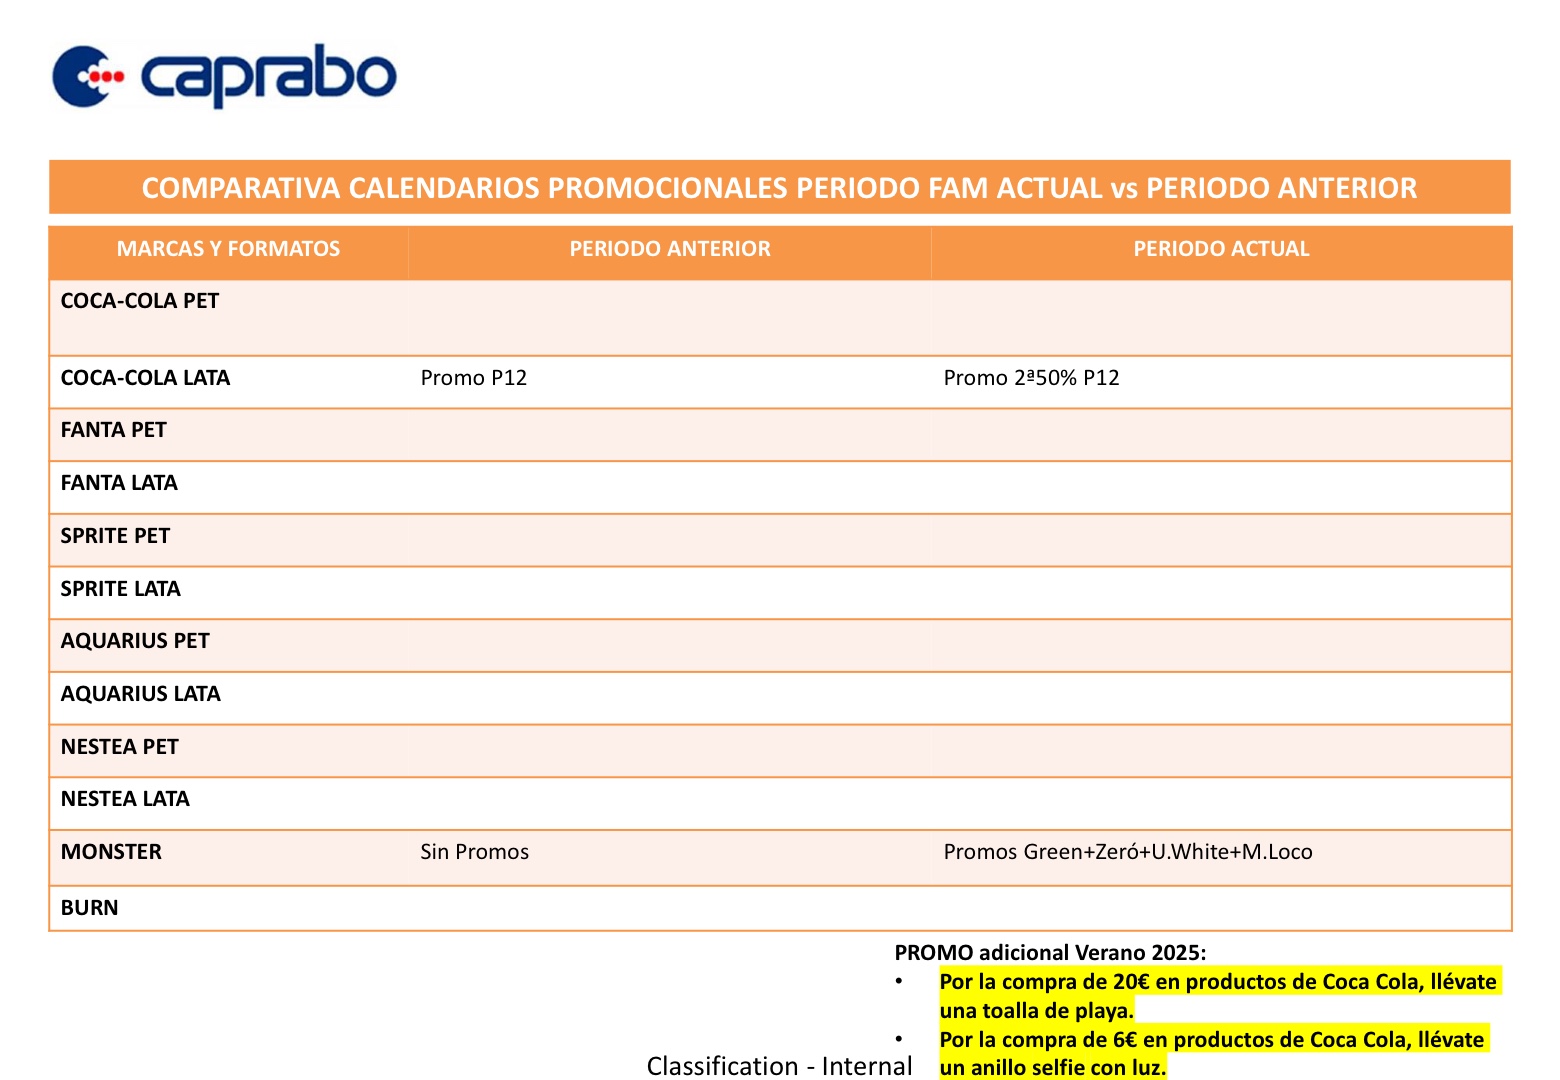 caprabo
COMPARATIVA CALENDARIOS PROMOCIONALES PERIODO FAM ACTUAL vs PERIODO ANTERIOR
MARCAS Y FORMATOS PERIODO ANTERIOR PERIODO ACTUAL
COCA-COLA PET
COCA-COLA LATA Promo P12 Promo 2ª50% P12
FANTA PET
FANTA LATA
SPRITE PET
SPRITE LATA
AQUARIUS PET
AQUARIUS LATA
NESTEA PET
NESTEA LATA
MONSTER Sin Promos Promos Green+Zeró+U.White+M.Loco
BURN
PROMO adicional Verano 2025:
• Por la compra de 20€ en productos de Coca Cola, llévate
una toalla de playa.
• Por la compra de 6€ en productos de Coca Cola, llévate
un anillo selfie con luz.
Classification - Internal